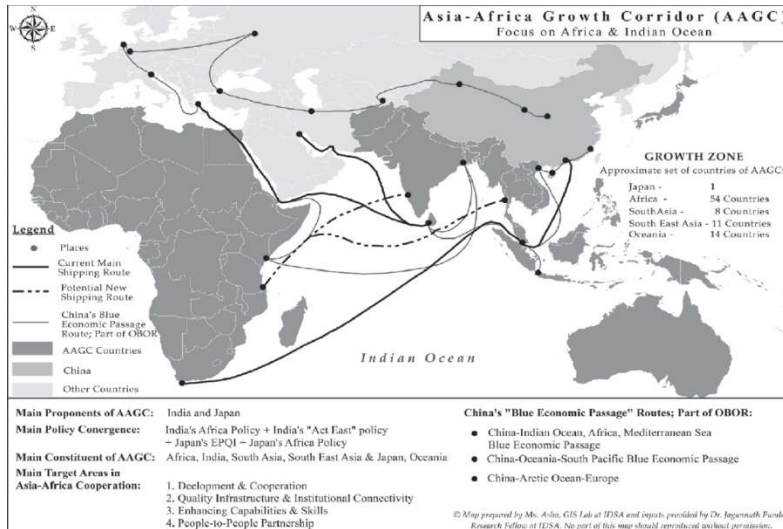 Asia-Africa Growth Corridor (AAGC)
Focus on Africa & Indian Ocean
N
W E
S
GROWTH ZONE
Approximate set of countries of AAGC:
Japan - 1
Africa - 54 Countries
SouthAsia - 8 Countries
South East Asia - 11 Countries
Oceania - 14 Countries
Legend
Places
Current Main
Shipping Route
Potential New
Shipping Route
China's Blue
Economic Passage
Route; Part of OBOR
AAGC Countries
China
Other Countries
Indian Ocean
Main Proponents of AAGC: India and Japan
Main Policy Conergence: India's Africa Policy + India's "Act East" policy
+ Japan's EPQI + Japan's Africa Policy
Main Constituent of AAGC: Africa, India, South Asia, South East Asia & Japan, Oceania
Main Target Areas in
Asia-Africa Cooperation:
1. Deelopment & Cooperation
2. Quality Infrastructure & Institutional Connectivity
3. Enhancing Capabilities & Skills
4. People-to-People Partnership
China's "Blue Economic Passage" Routes; Part of OBOR:
China-Indian Ocean, Africa, Mediterranean Sea
Blue Economic Passage
China-Oceania-South Pacific Blue Economic Passage
China-Arctic Ocean-Europe
© Map prepared by Ms. GIS Lab at IDSA and inputs provided by Dr. Jagannath Panda
Research Fellow at IDSA. No part of this map should reproduced without permission.